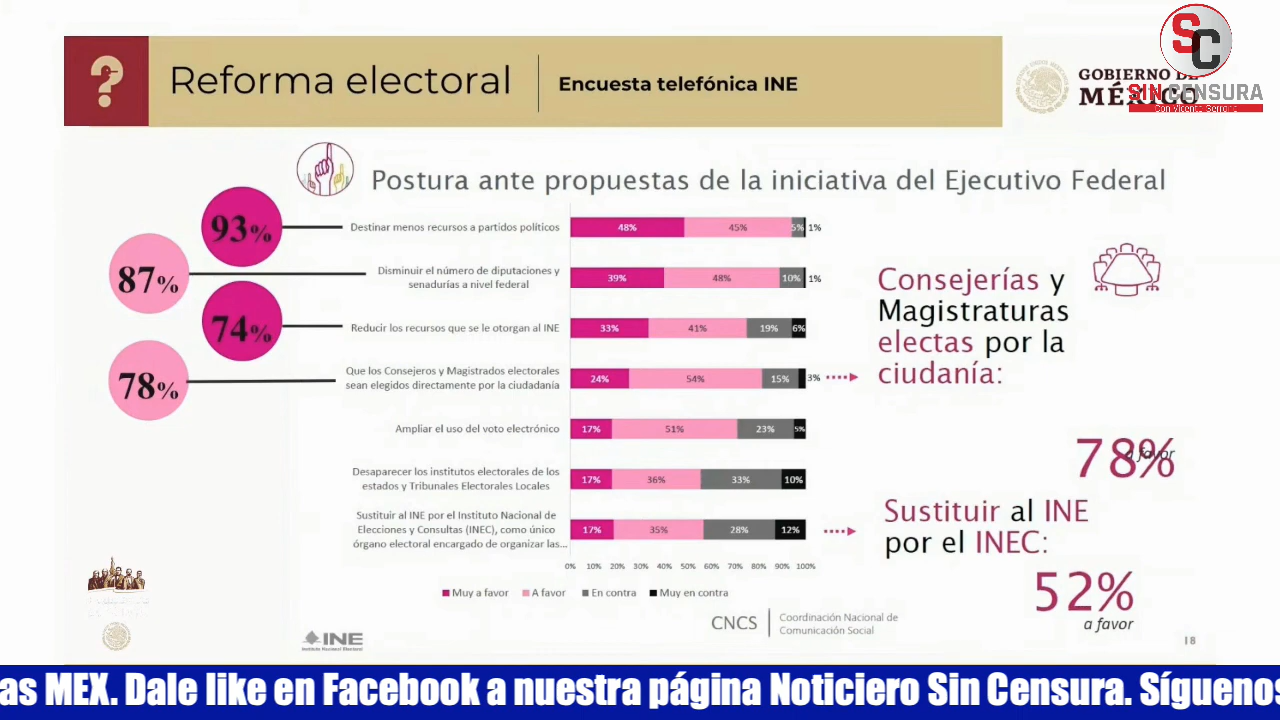 Reforma electoral
Encuesta telefónica INE
GOBIERNO DE
MÉXICO
SC
SIN CENSURA
Con Vicente Serrano
Postura ante propuestas de la iniciativa del Ejecutivo Federal
93%
Destinar menos recursos a partidos políticos
48% 45% 5% 1%
87%
Disminuir el número de diputaciones y
senadurías a nivel federal
39% 48% 10% 1%
74%
Reducir los recursos que se le otorgan al INE
33% 41% 19% 6%
78%
Que los Consejeros y Magistrados electorales
sean elegidos directamente por la ciudadanía
24% 54% 15% 3%
Ampliar el uso del voto electrónico
17% 51% 23% 5%
Desaparecer los institutos electorales de los
estados y Tribunales Electorales Locales
17% 36% 33% 10%
Sustituir al INE por el Instituto Nacional de
Elecciones y Consultas (INEC), como único
órgano electoral encargado de organizar las...
17% 35% 28% 12%
0% 10% 20% 30% 40% 50% 60% 70% 80% 90% 100%
Muy a favor A favor En contra Muy en contra
Consejerías y
Magistraturas
electas por la
ciudanía:
78%
a favor
Sustituir al INE
por el INEC:
52%
a favor
CNCS
Coordinación Nacional de
Comunicación Social
INE
Instituto Nacional Electoral
18
as MEX. Dale like en Facebook a nuestra página Noticiero Sin Censura. Síguenos